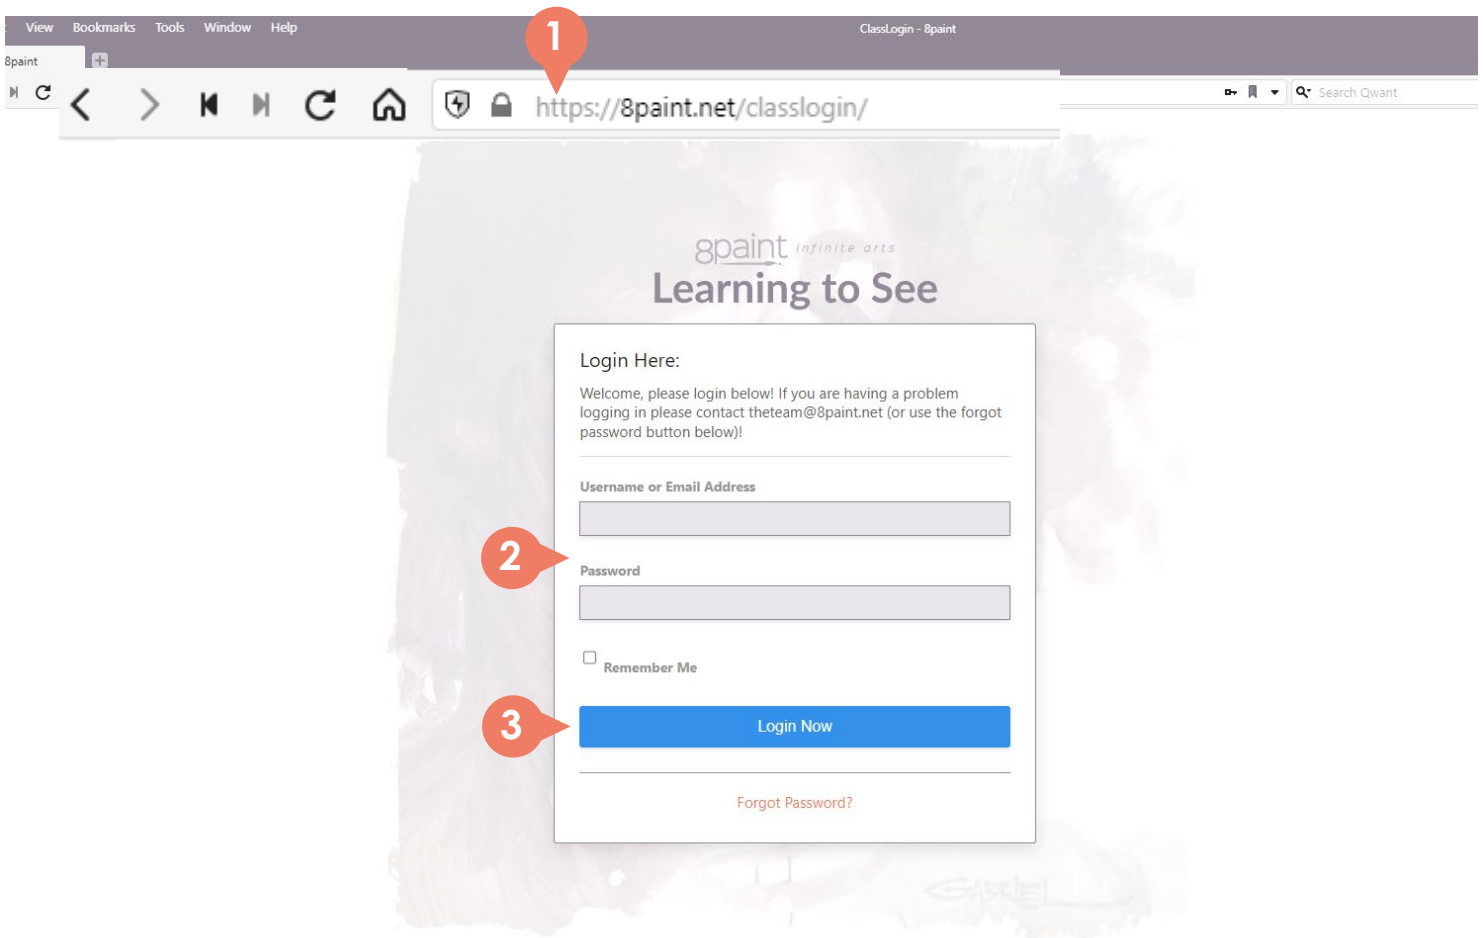 View Bookmarks Tools Window Help
ClassLogin - 8paint
8paint
1
https://8paint.net/classlogin/
Search Qwant
8paint infinite arts
Learning to See
Login Here:
Welcome, please login below! If you are having a problem
logging in please contact theteam@8paint.net (or use the forgot
password button below)!
Username or Email Address
2
Password
Remember Me
3
Login Now
Forgot Password?
GABRIEL